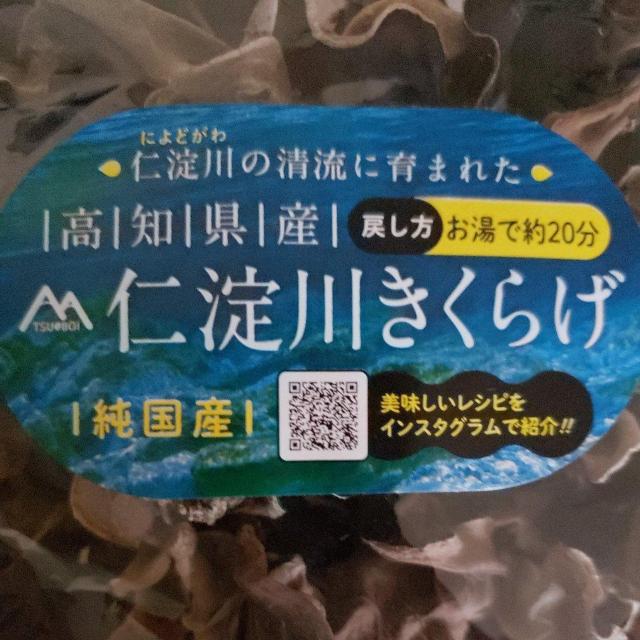 によどがわ
仁淀川の清流に育まれた
高知県産
戻し方 お湯で約20分
TSUBOI
仁淀川きくらげ
純国産
美味しいレシピを
インスタグラムで紹介!!